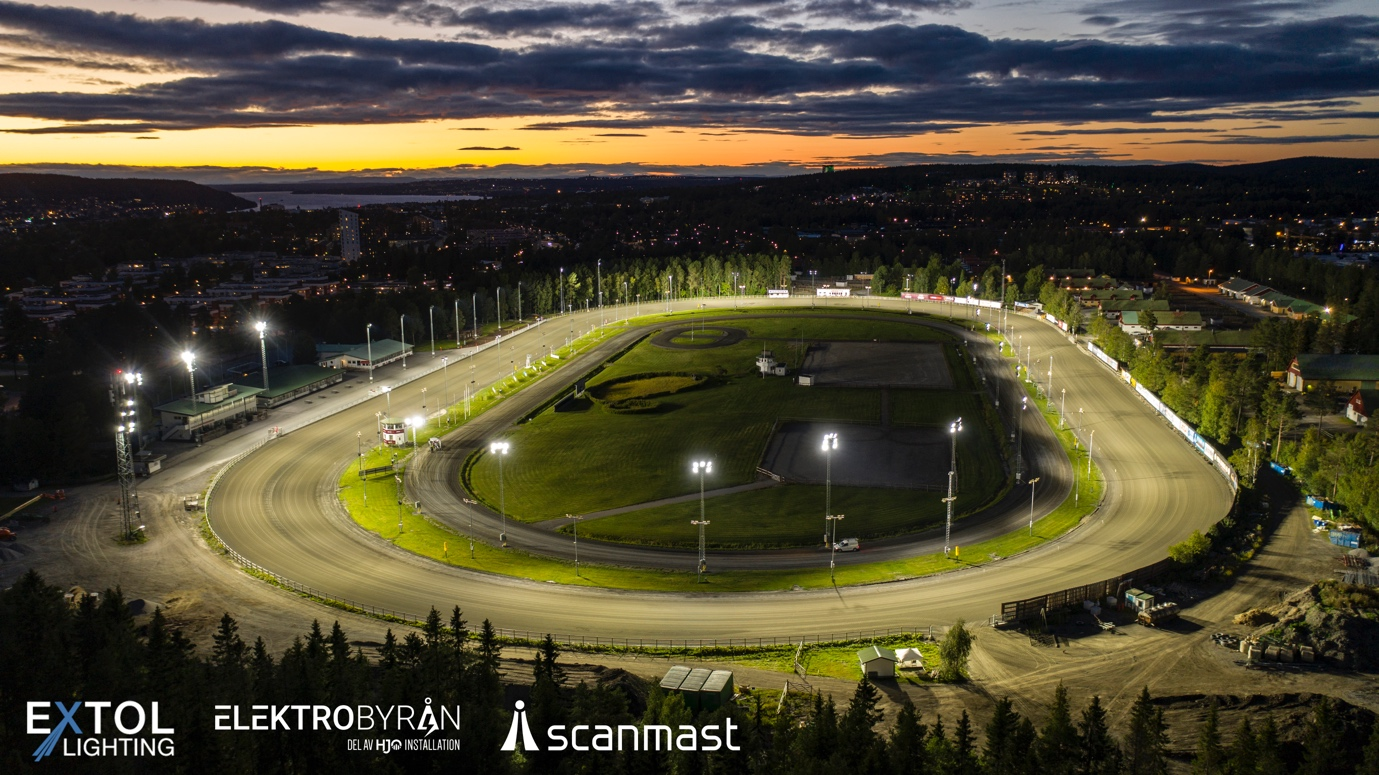 EXTOL
LIGHTING
ELEKTROBYRÅN
DEL AV HJO INSTALLATION
scanmast